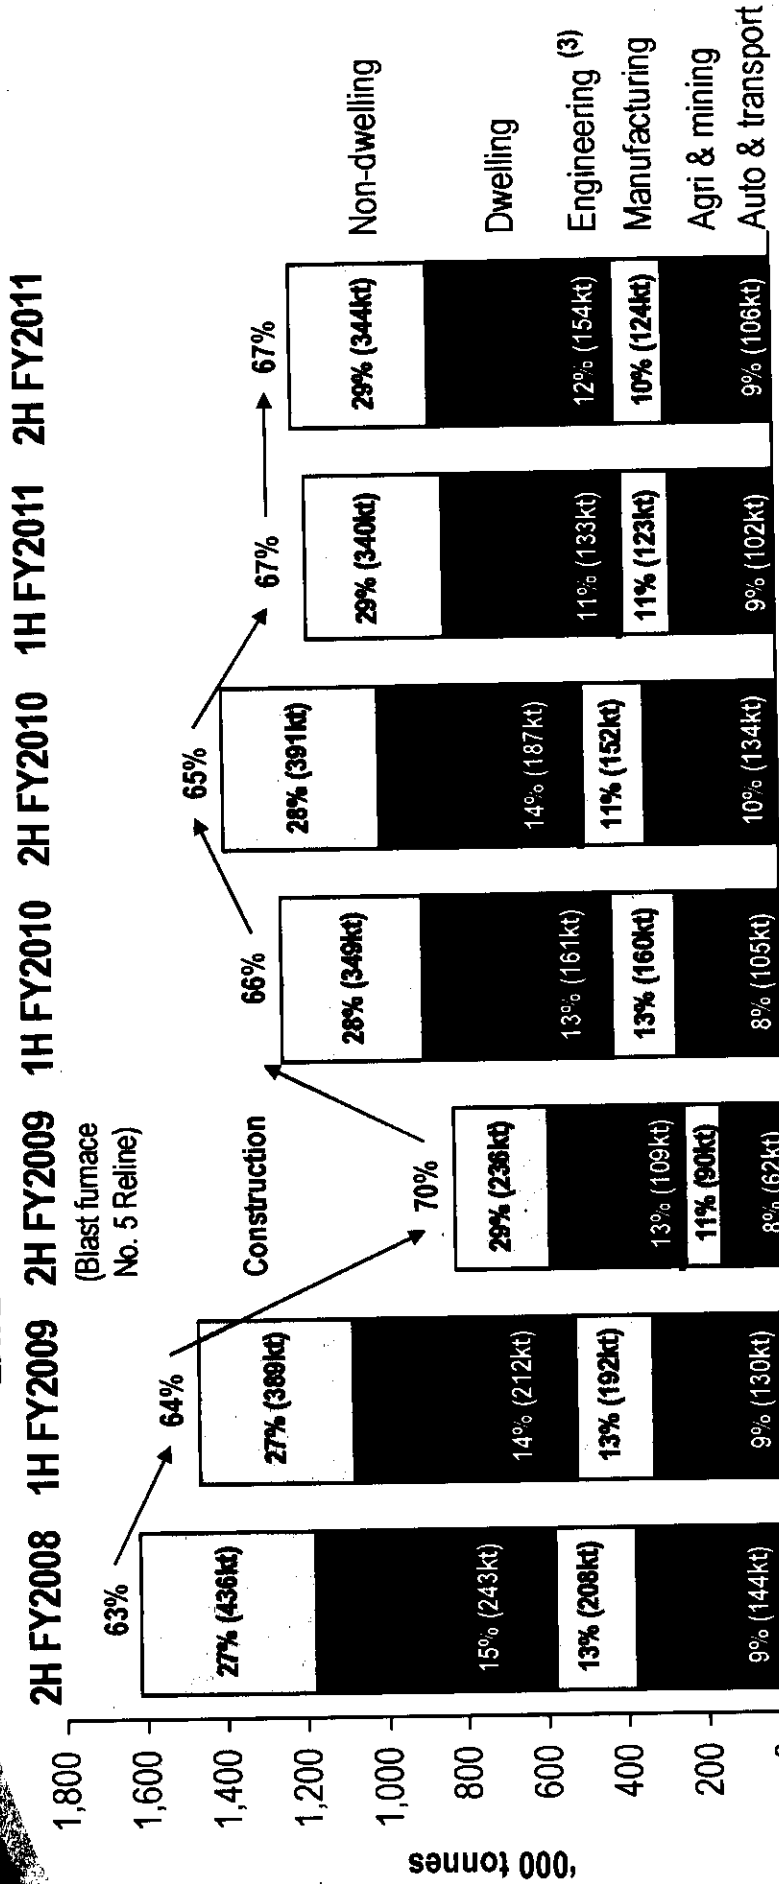 2H FY2008 1H FY2009 2H FY2009 1H FY2010 2H FY2010 1H FY2011 2H FY2011
(Blast furnace
No. 5 Reline)
Construction
63% 64% 70% 66% 65% 67% 67%
1,800
1,600
1,400
1,200
1,000
800
600
400
200
'000 tonnes
27% (436kt)
15% (243kt)
13% (208kt)
9% (144kt)
27% (389kt)
14% (212kt)
13% (192kt)
9% (130kt)
29% (236kt)
13% (109kt)
11% (90kt)
8% (62kt)
28% (349kt)
13% (161kt)
13% (160kt)
8% (105kt)
28% (391kt)
14% (187kt)
11% (152kt)
10% (134kt)
29% (340kt)
11% (133kt)
11% (123kt)
9% (102kt)
29% (344kt)
12% (154kt)
10% (124kt)
9% (106kt)
Non-dwelling
Dwelling
Engineering (3)
Manufacturing
Agri & mining
Auto & transport